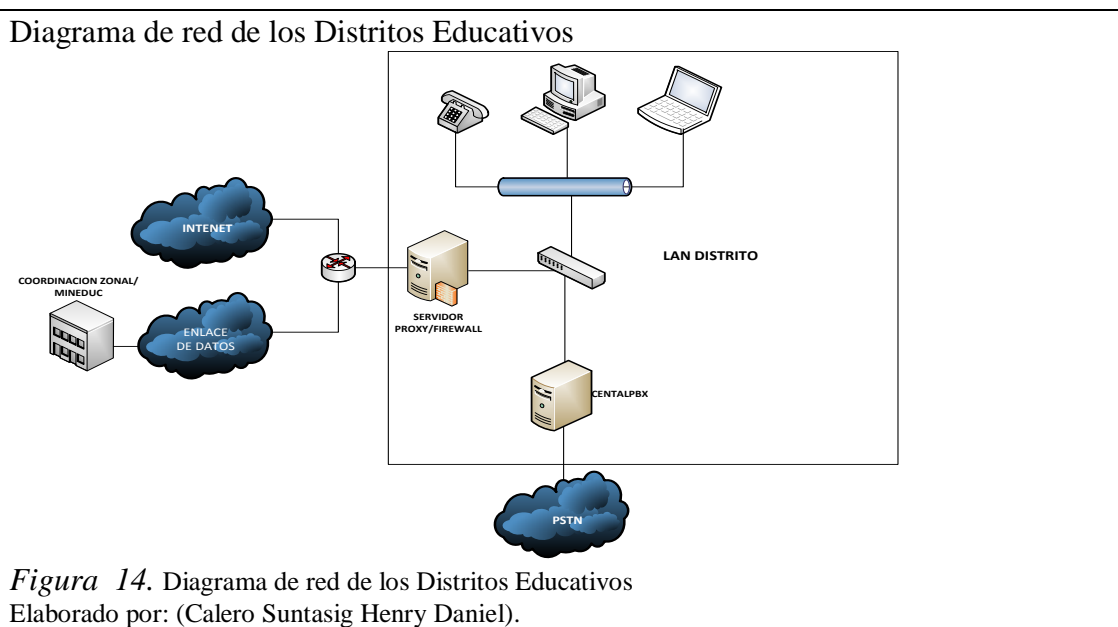 Diagrama de red de los Distritos Educativos
INTENET
COORDINACION ZONAL/
MINEDUC
ENLACE
DE DATOS
SERVIDOR
PROXY/FIREWALL
LAN DISTRITO
CENTALPBX
PSTN
Figura 14. Diagrama de red de los Distritos Educativos
Elaborado por: (Calero Suntasig Henry Daniel).